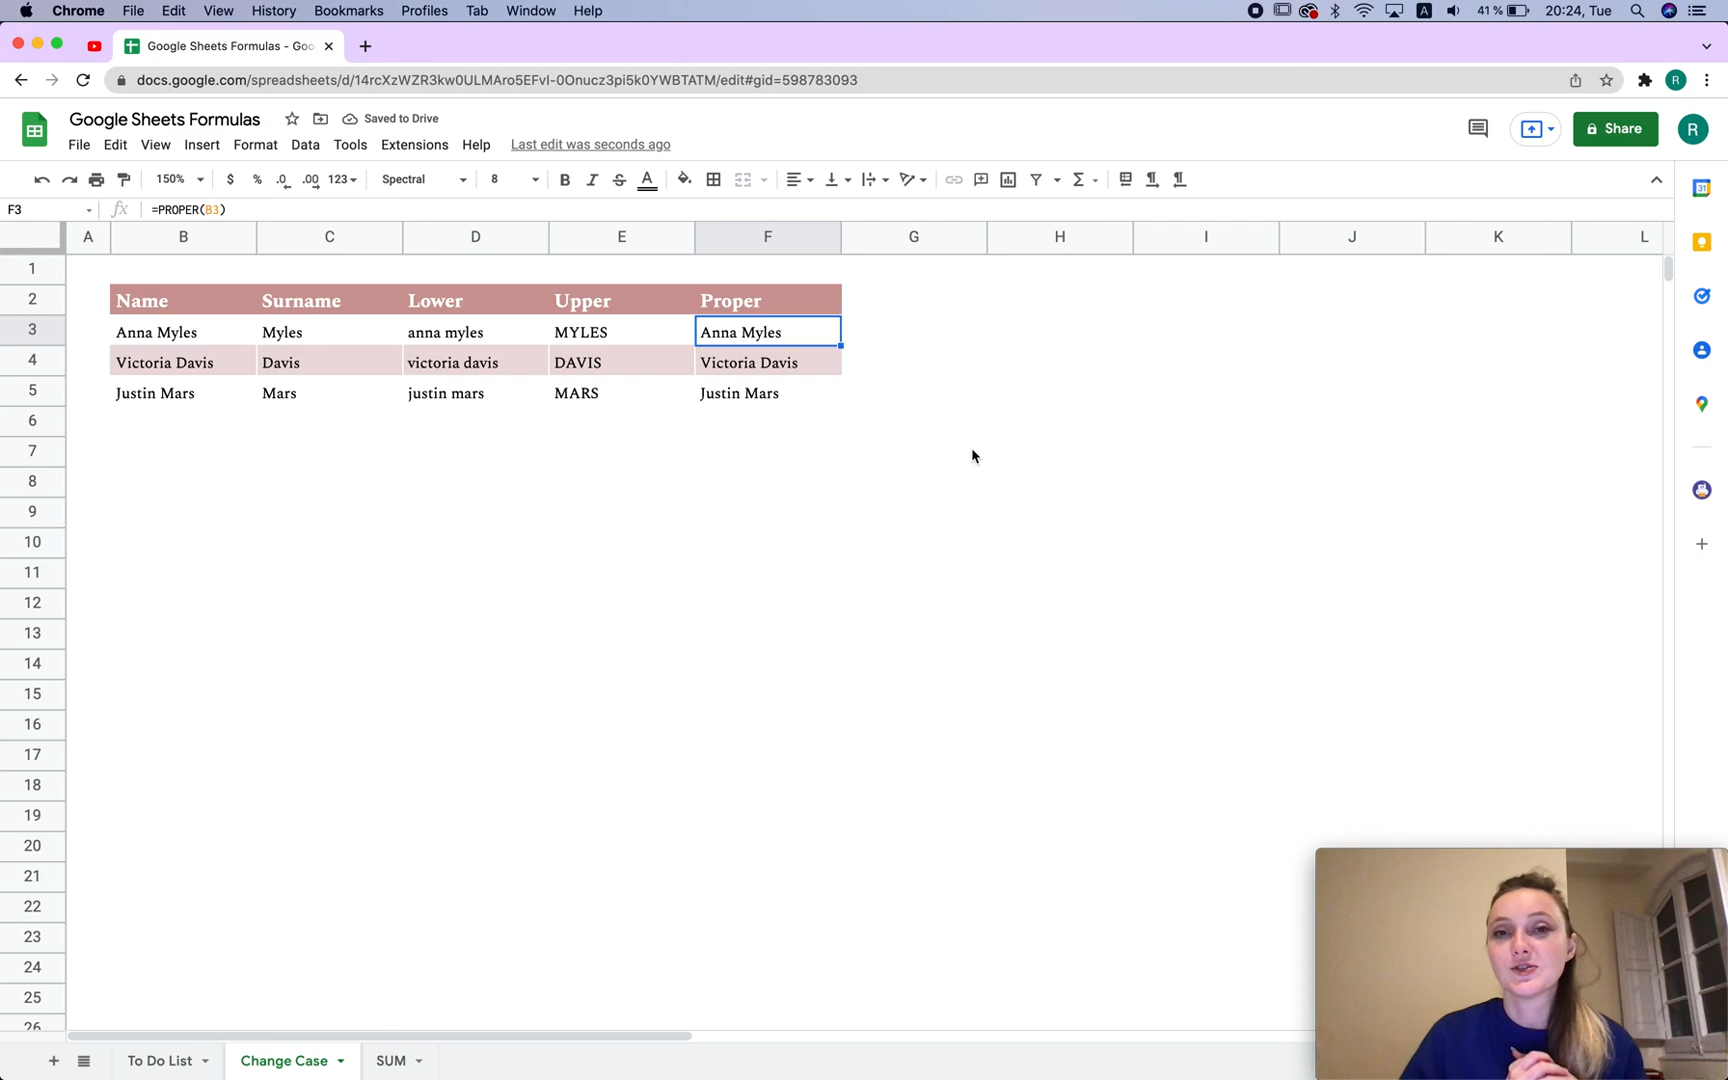 Chrome File Edit View History Bookmarks Profiles Tab Window Help A 41% 20:24, Tue
Google Sheets Formulas - Goo
docs.google.com/spreadsheets/d/14rcXzWZR3kw0ULMAro5EFvI-0Onucz3pi5k0YWBTATM/edit#gid=598783093 R
Google Sheets Formulas Saved to Drive Share R
File Edit View Insert Format Data Tools Extensions Help Last edit was seconds ago
150% $ % .0 .00 123 Spectral 8 B I S A 31
F3 fx =PROPER(B3)
A B C D E F G H I J K L
1
2 Name Surname Lower Upper Proper
3 Anna Myles Myles anna myles MYLES Anna Myles
4 Victoria Davis Davis victoria davis DAVIS Victoria Davis
5 Justin Mars Mars justin mars MARS Justin Mars
6
7
8
9
10
11
12
13
14
15
16
17
18
19
20
21
22
23
24
25
26
To Do List Change Case SUM